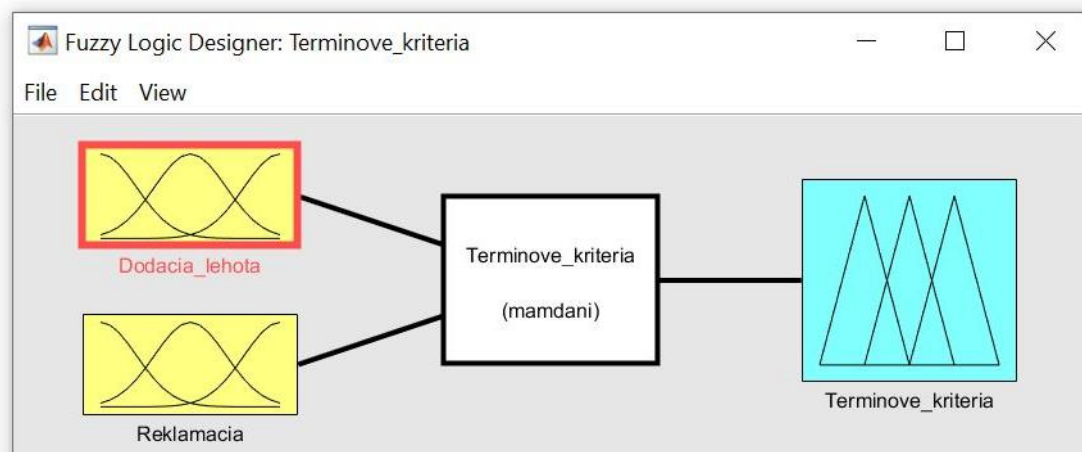 Fuzzy Logic Designer: Terminove_kriteria
File Edit View
Dodacia_lehota
Reklamacia
Terminove_kriteria
(mamdani)
Terminove_kriteria